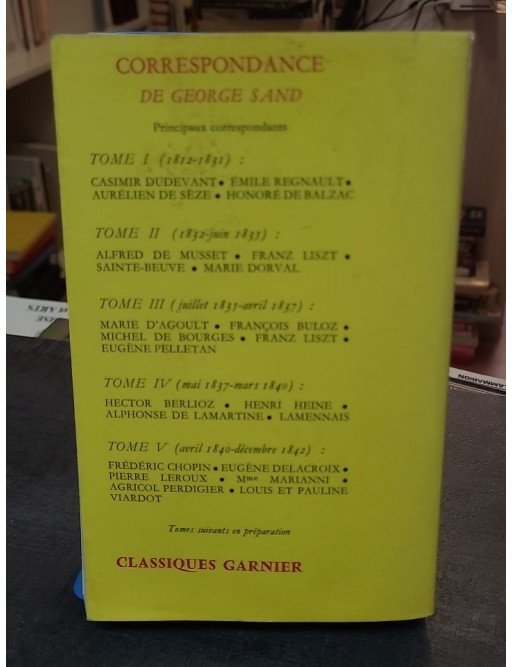 CORRESPONDANCE
DE GEORGE SAND
Principaux correspondants
TOME I (1812-1831) :
CASIMIR DUDEVANT • ÉMILE REGNAULT •
AURÉLIEN DE SÈZE • HONORÉ DE BALZAC
TOME II (1832-juin 1835) :
ALFRED DE MUSSET • FRANZ LISZT •
SAINTE-BEUVE • MARIE DORVAL
TOME III (juillet 1835-avril 1837) :
MARIE D'AGOULT • FRANÇOIS BULOZ •
MICHEL DE BOURGES • FRANZ LISZT •
EUGÈNE PELLETAN
TOME IV (mai 1837-mars 1840) :
HECTOR BERLIOZ • HENRI HEINE •
ALPHONSE DE LAMARTINE • LAMENNAIS
TOME V (avril 1840-décembre 1842) :
FRÉDÉRIC CHOPIN • EUGÈNE DELACROIX •
PIERRE LEROUX • Mme MARIANNI •
AGRICOL PERDIGIER • LOUIS ET PAULINE
VIARDOT
Tomes suivants en préparation
CLASSIQUES GARNIER